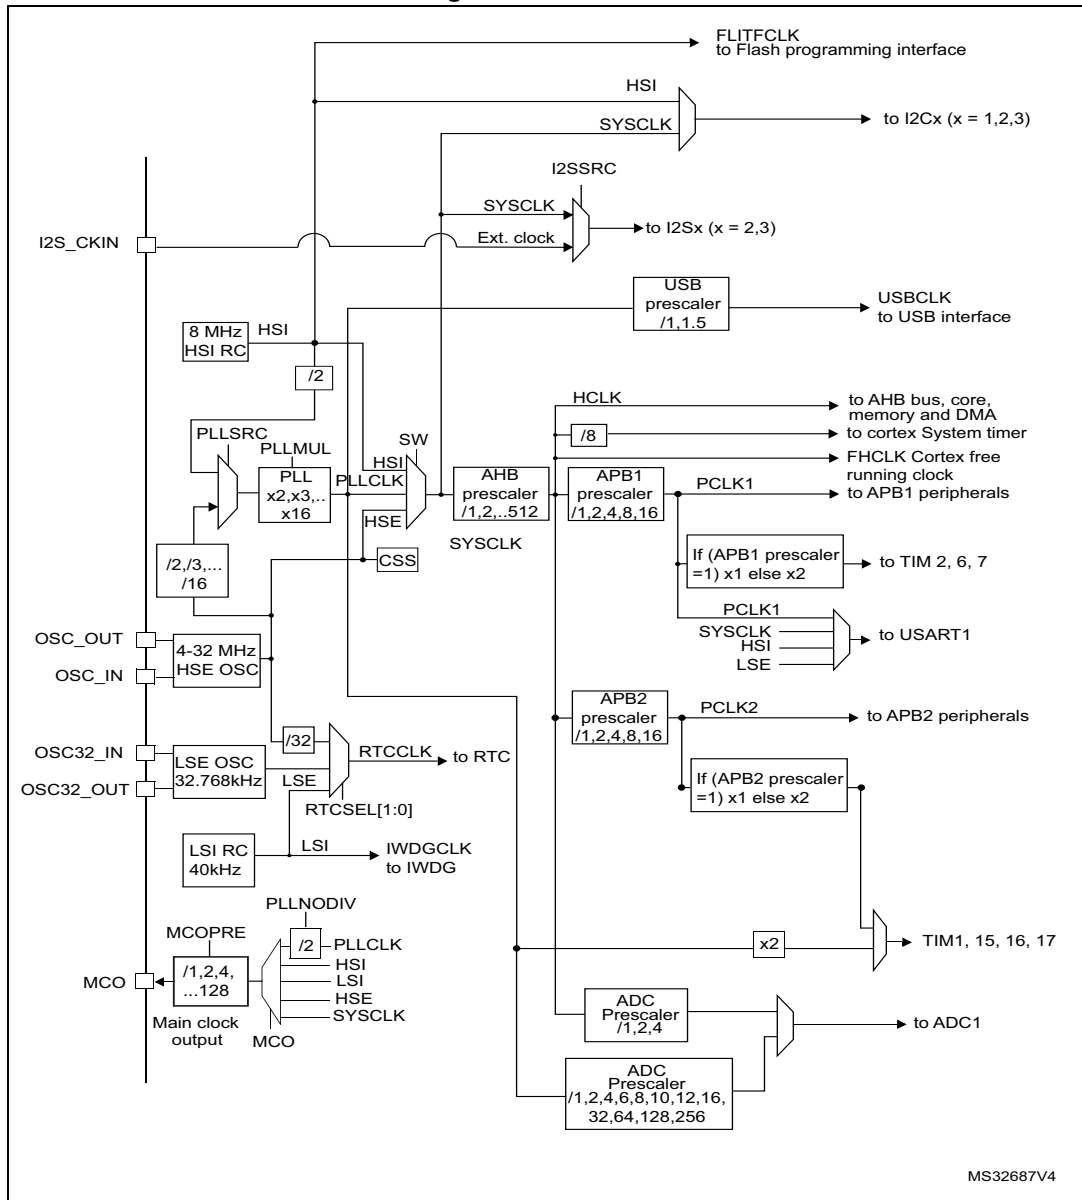 FLITFCLK
to Flash programming interface
HSI
to I2Cx (x = 1,2,3)
SYSCLK
I2SSRC
SYSCLK
to I2Sx (x = 2,3)
I2S_CKIN
Ext. clock
USB
prescaler
/1,1.5
USBCLK
to USB interface
8 MHz
HSI RC
HSI
/2
HCLK
to AHB bus, core,
memory and DMA
/8
to cortex System timer
FHCLK Cortex free
running clock
PLLSRC
PLLMUL
PLL
x2,x3,..
x16
SW
HSI
PLLCLK
HSE
AHB
prescaler
/1,2,..512
SYSCLK
APB1
prescaler
/1,2,4,8,16
PCLK1
to APB1 peripherals
/2,/3,...
/16
CSS
If (APB1 prescaler
=1) x1 else x2
to TIM 2, 6, 7
PCLK1
SYSCLK
HSI
LSE
to USART1
OSC_OUT
OSC_IN
4-32 MHz
HSE OSC
APB2
prescaler
/1,2,4,8,16
PCLK2
to APB2 peripherals
OSC32_IN
OSC32_OUT
LSE OSC
32.768kHz
/32
LSE
RTCCLK
to RTC
RTCSEL[1:0]
If (APB2 prescaler
=1) x1 else x2
LSI RC
40kHz
LSI
IWDGCLK
to IWDG
PLLNODIV
MCOPRE
/2
PLLCLK
HSI
LSI
HSE
SYSCLK
MCO
/1,2,4,
...128
Main clock
output
MCO
x2
TIM1, 15, 16, 17
ADC
Prescaler
/1,2,4
to ADC1
ADC
Prescaler
/1,2,4,6,8,10,12,16,
32,64,128,256
MS32687V4